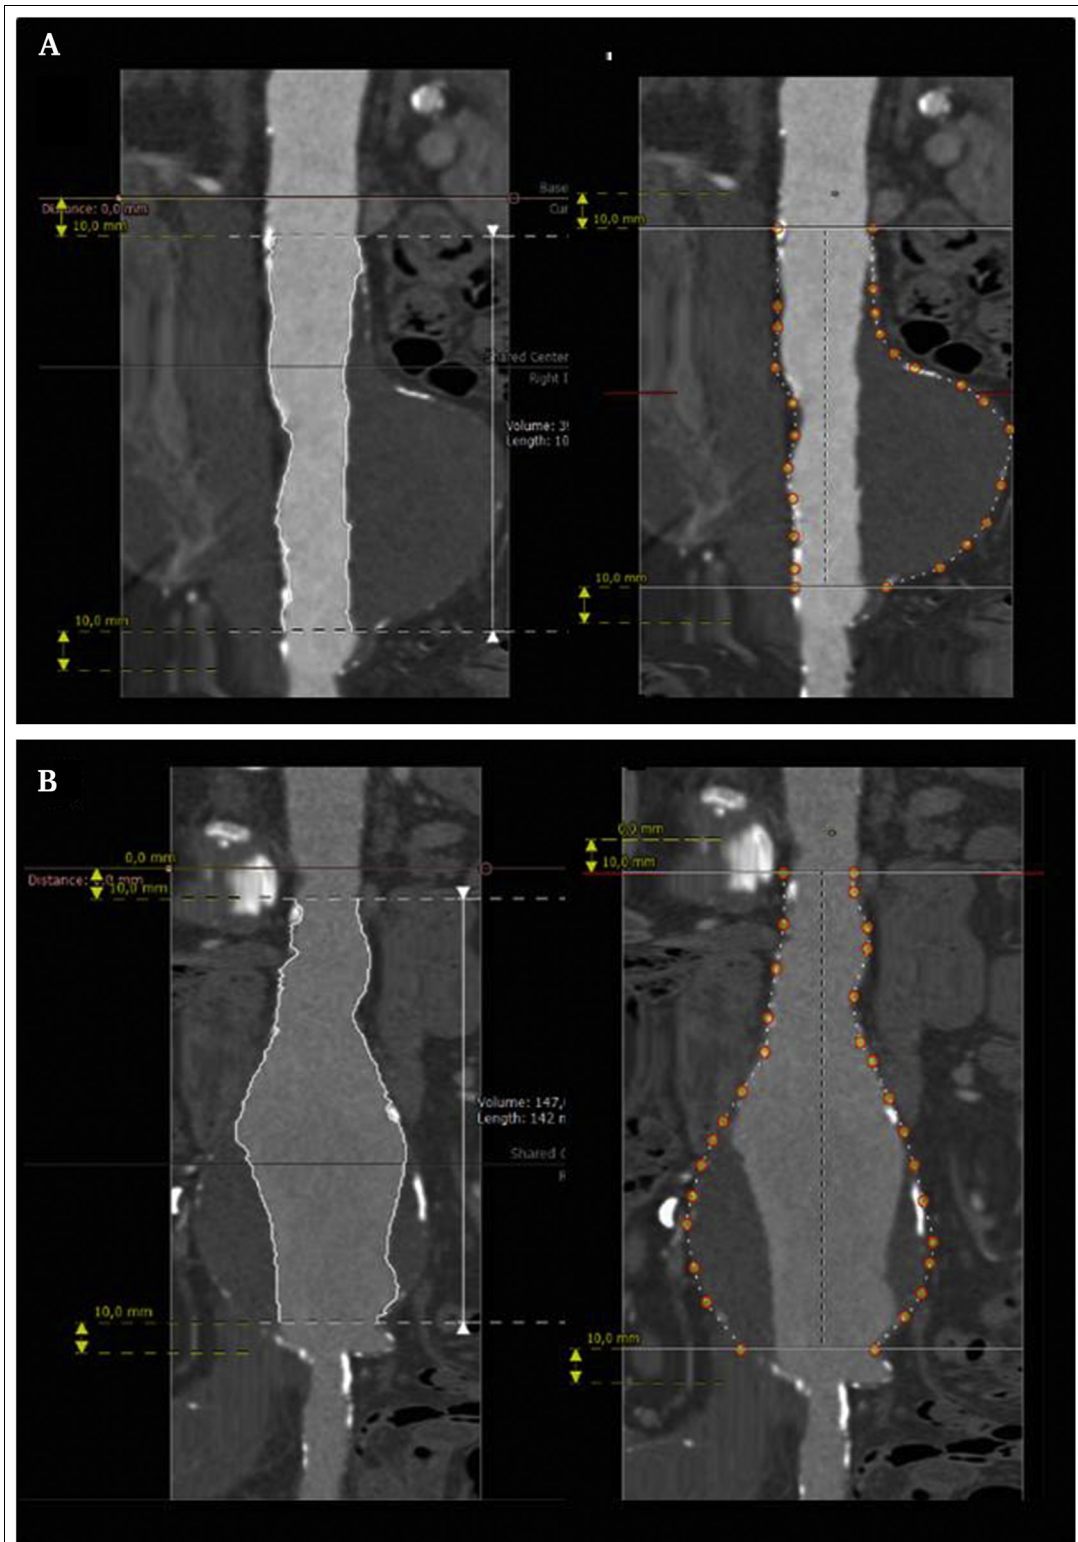 A
Base
Distance: 0,0 mm
Cur
10,0 mm
10,0 mm
Shared Center
Right I
Volume: 3
Length: 10
10,0 mm
10,0 mm
B
0,0 mm
0,0 mm
10,0 mm
Distance: 0,0 mm
10,0 mm
Volume: 147,
Length: 142 m
Shared C
10,0 mm
10,0 mm